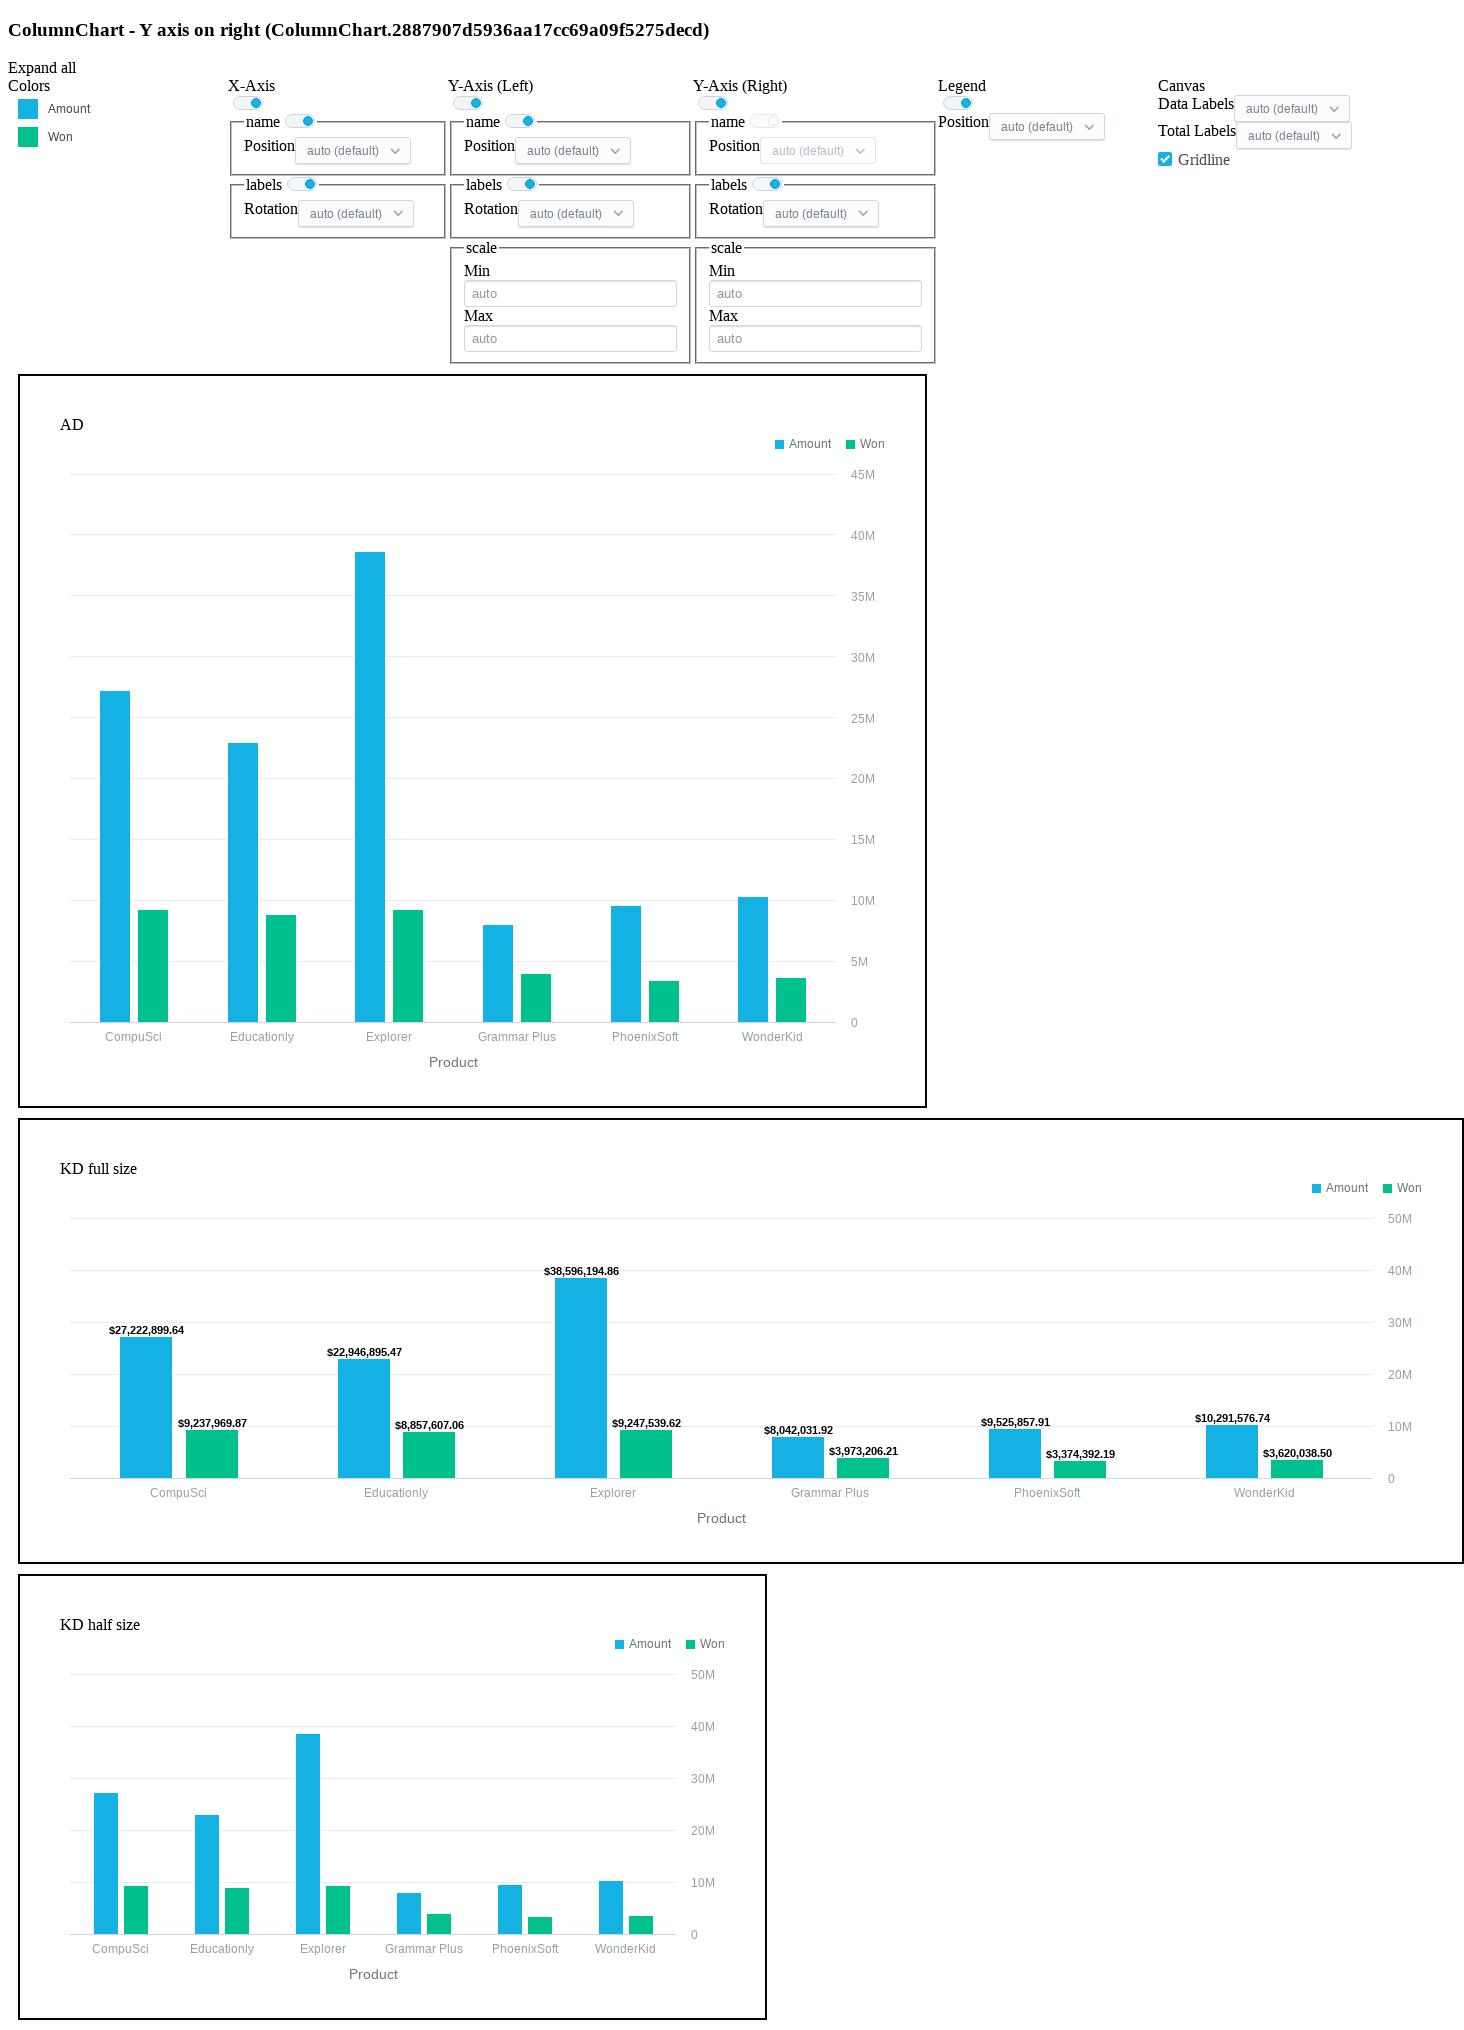 ColumnChart - Y axis on right (ColumnChart.2887907d5936aa17cc69a09f5275decd)
Expand all
Colors
Amount
Won
X-Axis
name
Position auto (default)
labels
Rotation auto (default)
Y-Axis (Left)
name
Position auto (default)
labels
Rotation auto (default)
scale
Min
auto
Max
auto
Y-Axis (Right)
name
Position auto (default)
labels
Rotation auto (default)
scale
Min
auto
Max
auto
Legend
Position auto (default)
Canvas
Data Labels auto (default)
Total Labels auto (default)
Gridline
AD
Amount Won
45M
40M
35M
30M
25M
20M
15M
10M
5M
0
CompuSci Educationly Explorer Grammar Plus PhoenixSoft WonderKid
Product
KD full size
Amount Won
50M
40M
30M
20M
10M
0
$27,222,899.64
$9,237,969.87
$22,946,895.47
$8,857,607.06
$38,596,194.86
$9,247,539.62
$8,042,031.92
$3,973,206.21
$9,525,857.91
$3,374,392.19
$10,291,576.74
$3,620,038.50
CompuSci Educationly Explorer Grammar Plus PhoenixSoft WonderKid
Product
KD half size
Amount Won
50M
40M
30M
20M
10M
0
CompuSci Educationly Explorer Grammar Plus PhoenixSoft WonderKid
Product